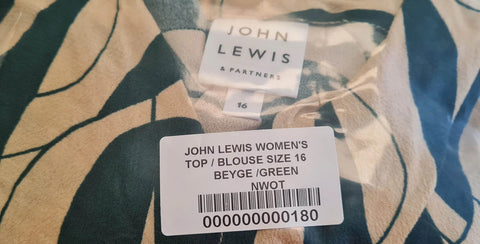 JOHN
LEWIS
& PARTNERS
16
JOHN LEWIS WOMEN'S
TOP / BLOUSE SIZE 16
BEYGE /GREEN
NWOT
000000000180